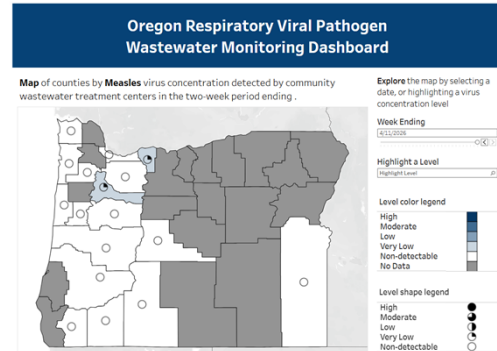 Oregon Respiratory Viral Pathogen
Wastewater Monitoring Dashboard
Map of counties by Measles virus concentration detected by community
wastewater treatment centers in the two-week period ending .
Explore the map by selecting a
date, or highlighting a virus
concentration level
Week Ending
4/11/2026
Highlight a Level
Highlight Level
Level color legend
High
Moderate
Low
Very Low
Non-detectable
No Data
Level shape legend
High
Moderate
Low
Very Low
Non-detectable